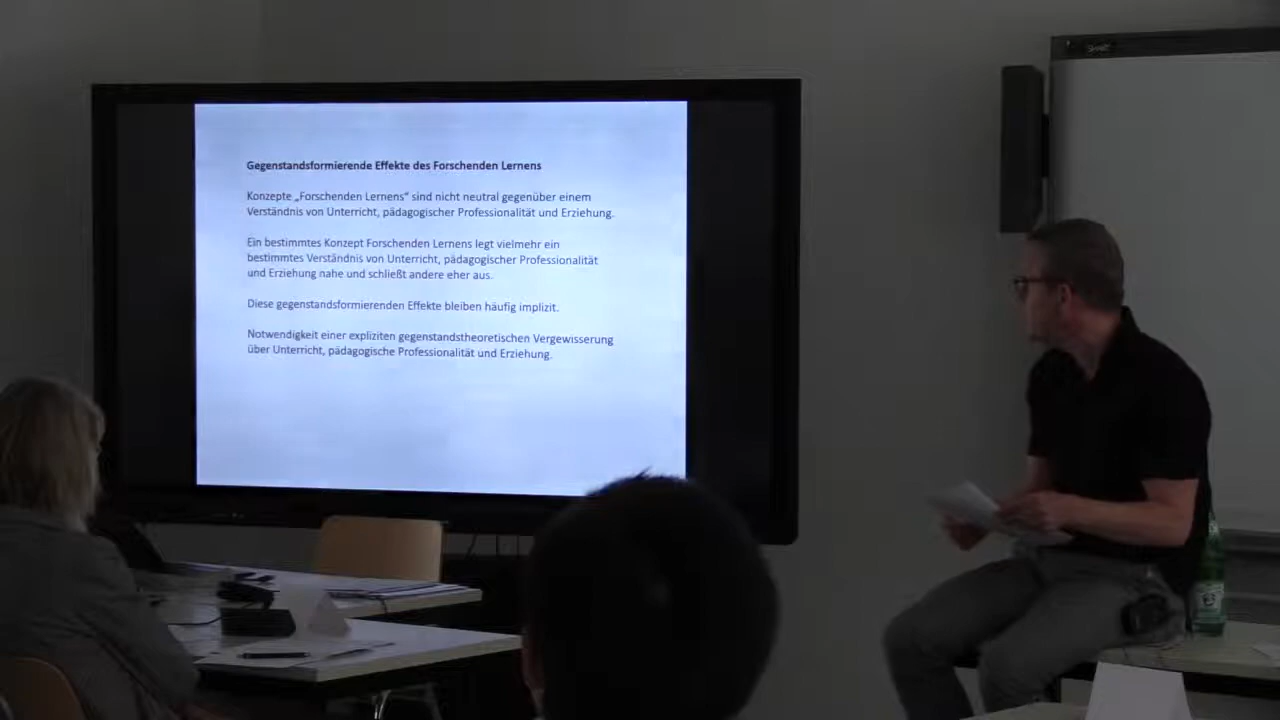 Gegenstandsformierende Effekte des Forschenden Lernens
Konzepte „Forschenden Lernens“ sind nicht neutral gegenüber einem
Verständnis von Unterricht, pädagogischer Professionalität und Erziehung.
Ein bestimmtes Konzept Forschenden Lernens legt vielmehr ein
bestimmtes Verständnis von Unterricht, pädagogischer Professionalität
und Erziehung nahe und schließt andere eher aus.
Diese gegenstandsformierenden Effekte bleiben häufig implizit.
Notwendigkeit einer expliziten gegenstandstheoretischen Vergewisserung
über Unterricht, pädagogische Professionalität und Erziehung.
SMART